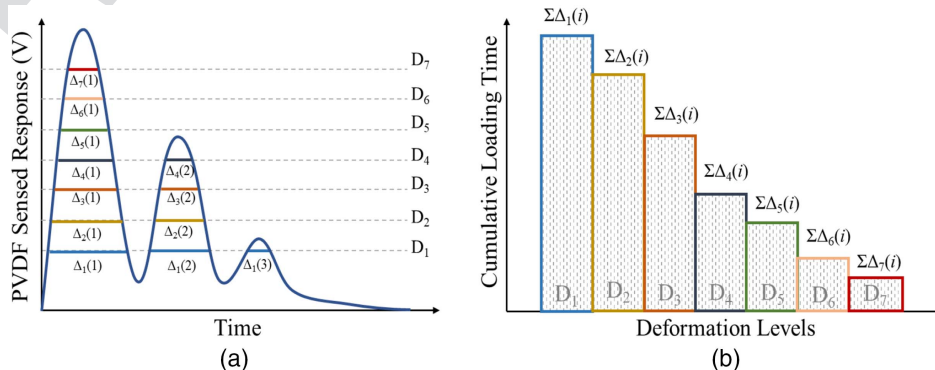 PVDF Sensed Response (V)
D₇
Δ₇(1)
D₆
Δ₆(1)
D₅
Δ₅(1)
D₄
Δ₄(1)
Δ₄(2)
D₃
Δ₃(1)
Δ₃(2)
D₂
Δ₂(1)
Δ₂(2)
D₁
Δ₁(1)
Δ₁(2)
Δ₁(3)
Time
(a)
Cumulative Loading Time
ΣΔ₁(i)
ΣΔ₂(i)
ΣΔ₃(i)
ΣΔ₄(i)
ΣΔ₅(i)
ΣΔ₆(i)
ΣΔ₇(i)
D₁ D₂ D₃ D₄ D₅ D₆ D₇
Deformation Levels
(b)